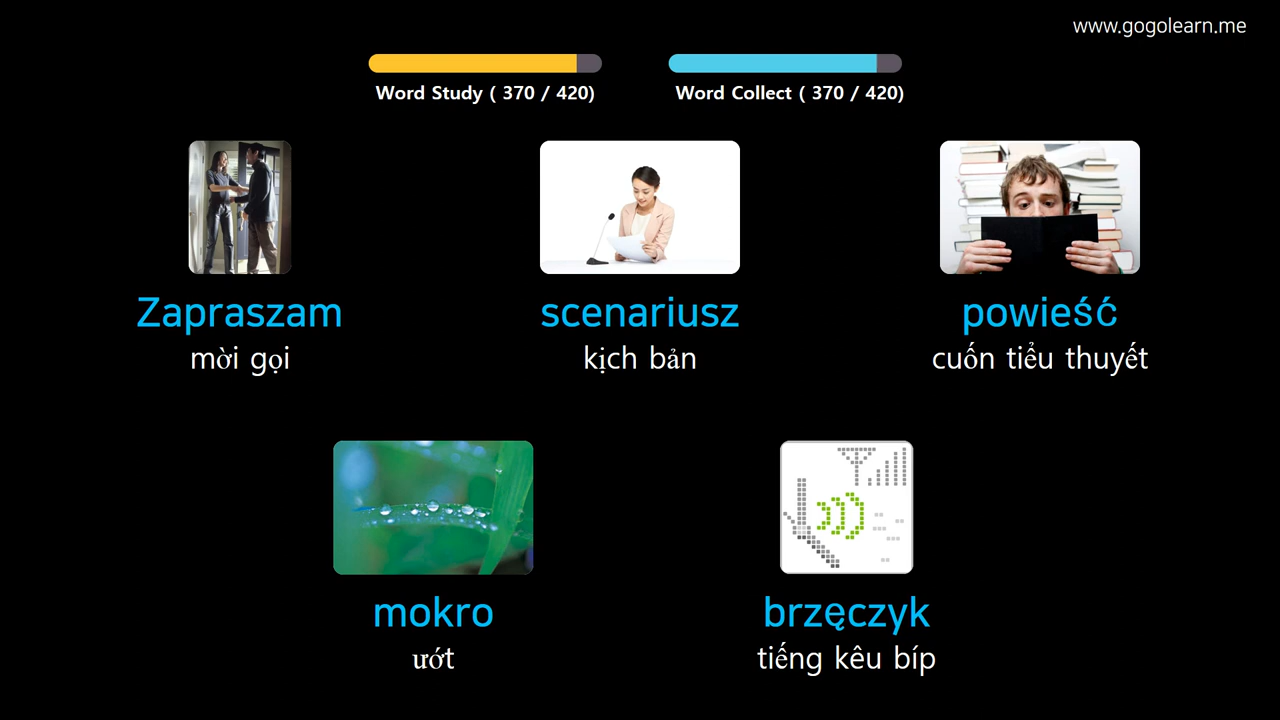 www.gogolearn.me
Word Study ( 370 / 420)
Word Collect ( 370 / 420)
Zapraszam
mời gọi
scenariusz
kịch bản
powieść
cuốn tiểu thuyết
mokro
ướt
brzęczyk
tiếng kêu bíp